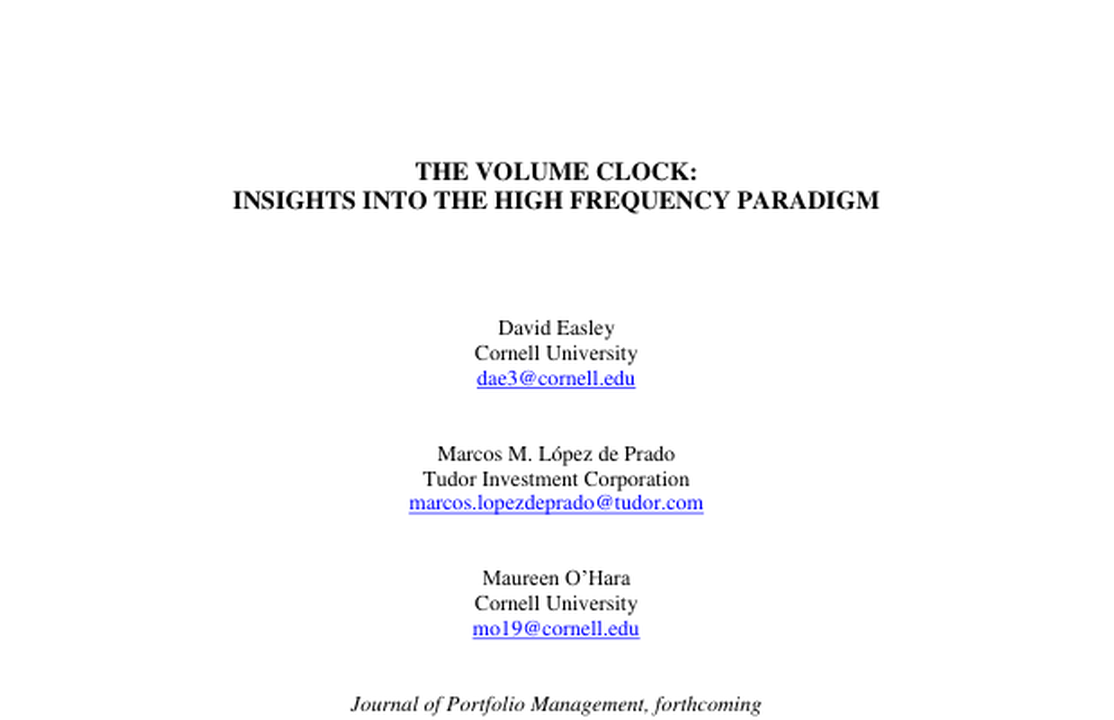 THE VOLUME CLOCK:
INSIGHTS INTO THE HIGH FREQUENCY PARADIGM
David Easley
Cornell University
dae3@cornell.edu
Marcos M. López de Prado
Tudor Investment Corporation
marcos.lopezdeprado@tudor.com
Maureen O’Hara
Cornell University
mo19@cornell.edu
Journal of Portfolio Management, forthcoming